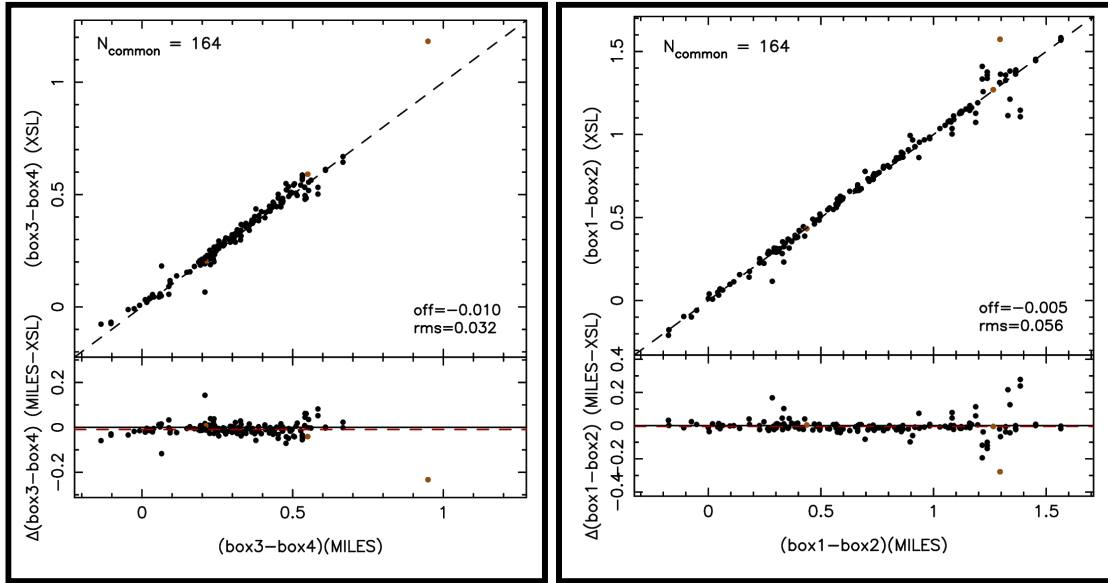 N_common = 164
(box3−box4) (XSL)
1
0.5
0
off=−0.010
rms=0.032
Δ(box3−box4) (MILES−XSL)
0.2
0
−0.2
0 0.5 1
(box3−box4)(MILES)
N_common = 164
(box1−box2) (XSL)
1.5
1
0.5
0
off=−0.005
rms=0.056
Δ(box1−box2) (MILES−XSL)
0.4
0.2
0
−0.2
−0.4
0 0.5 1 1.5
(box1−box2)(MILES)